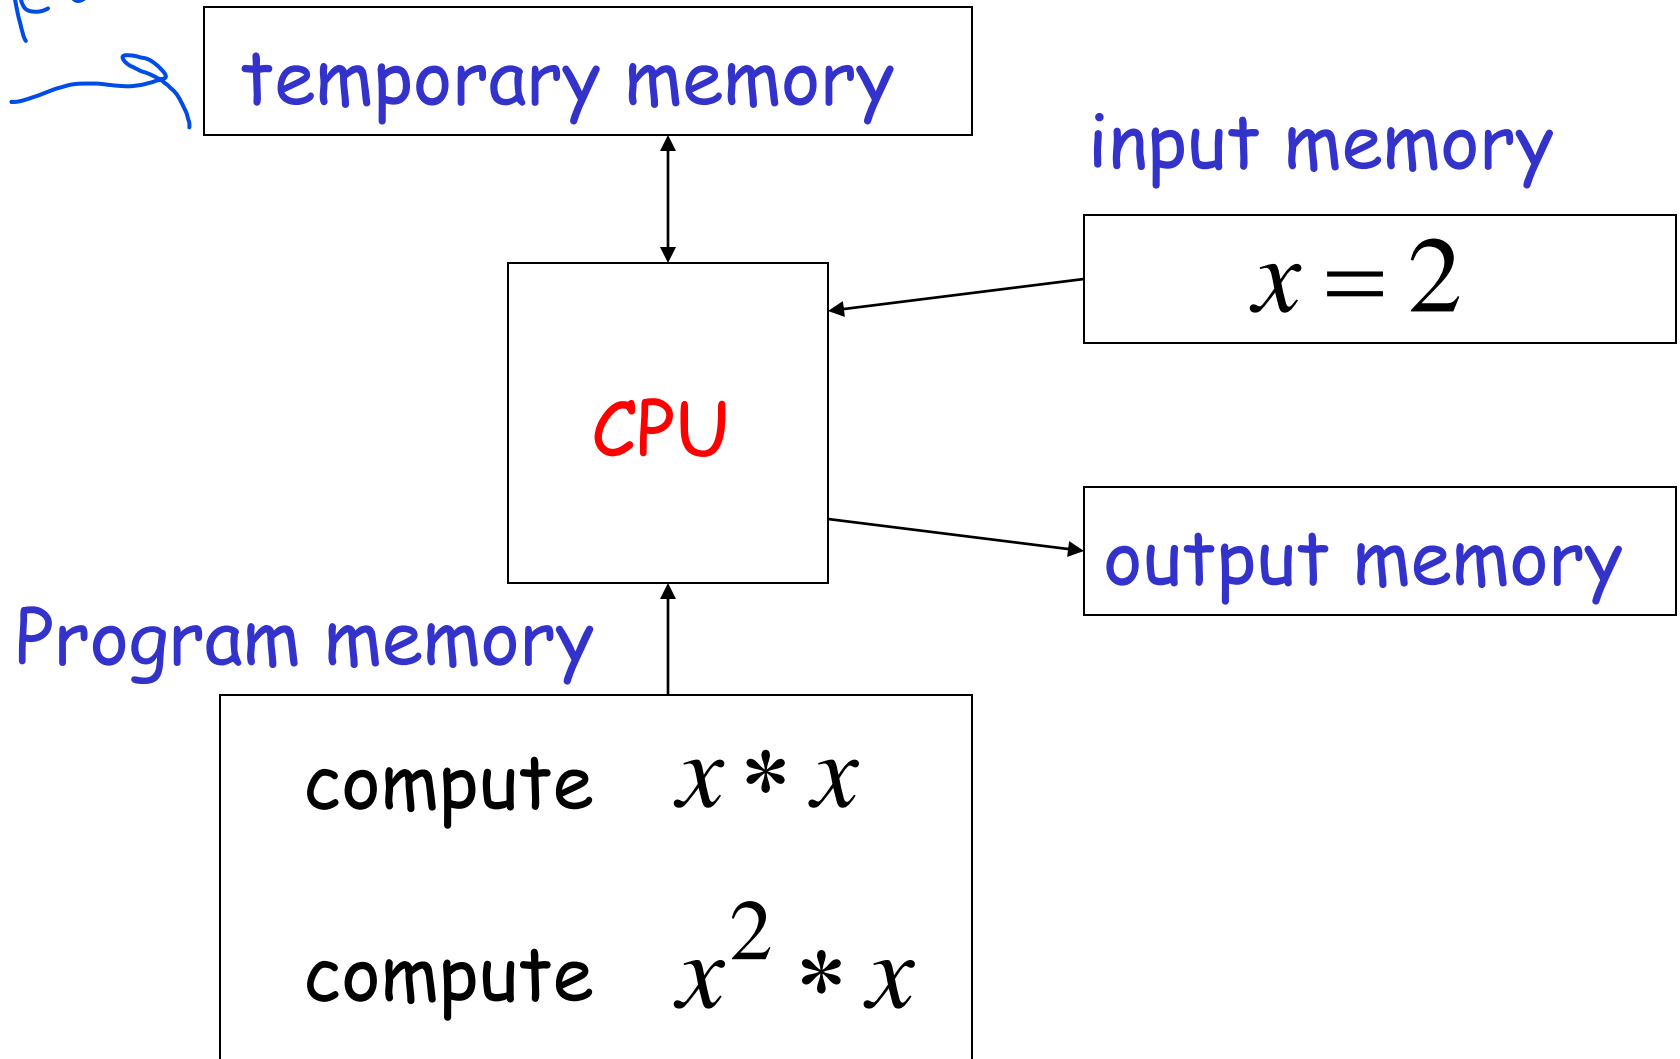 temporary memory
input memory
x = 2
CPU
output memory
Program memory
compute x * x
compute x² * x